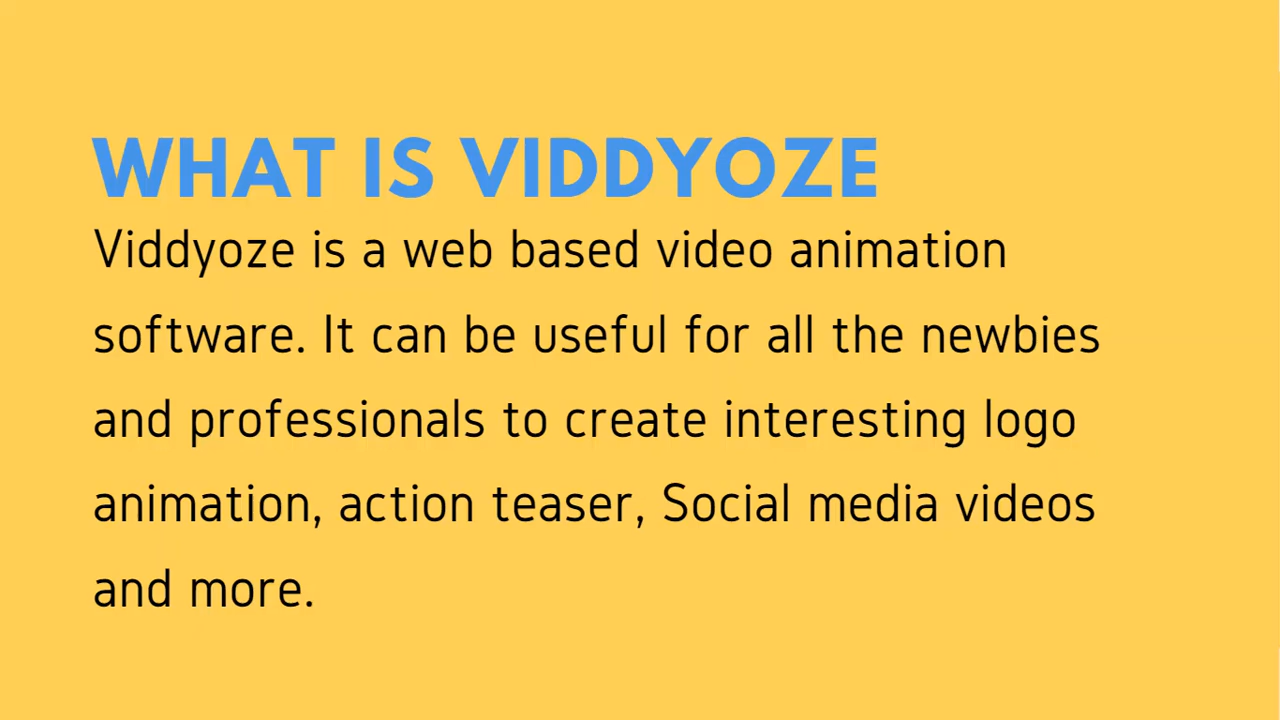 WHAT IS VIDDYOZE
Viddyoze is a web based video animation
software. It can be useful for all the newbies
and professionals to create interesting logo
animation, action teaser, Social media videos
and more.